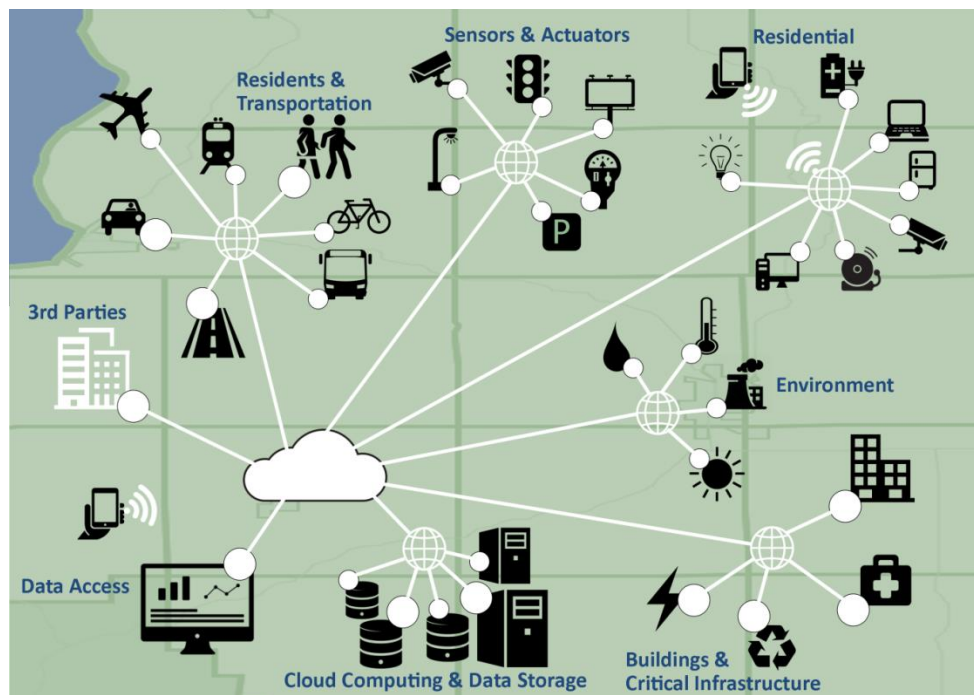 Sensors & Actuators
Residential
Residents &
Transportation
P
3rd Parties
Environment
Data Access
Cloud Computing & Data Storage
Buildings &
Critical Infrastructure